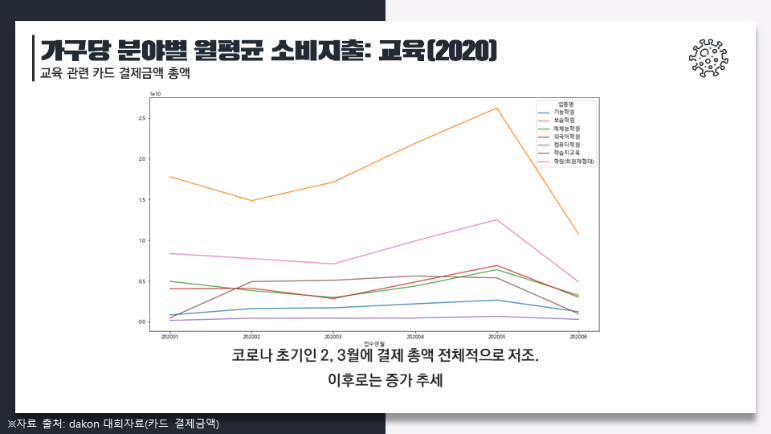 가구당 분야별 월평균 소비지출: 교육(2020)
교육 관련 카드 결제금액 총액
1e10
업종명
기능학원
보습학원
예체능학원
외국어학원
컴퓨터학원
학습지교육
학원(회원제형태)
2.5
2.0
1.5
1.0
0.5
0.0
202001 202002 202003 202004 202005 202006
접수년월
코로나 초기인 2, 3월에 결제 총액 전체적으로 저조.
이후로는 증가 추세
※자료 출처: dakon 대회자료(카드 결제금액)